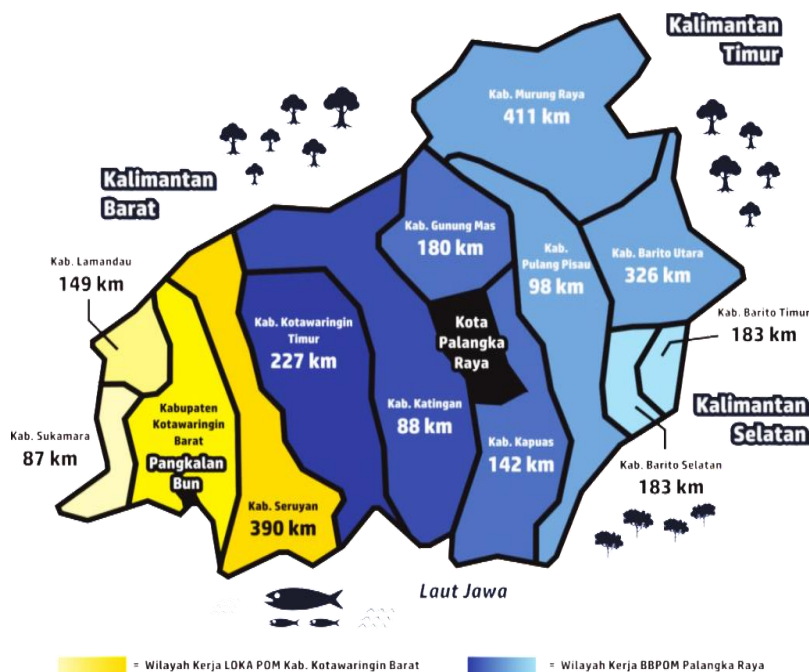 Kalimantan
Timur
Kab. Murung Raya
411 km
Kalimantan
Barat
Kab. Gunung Mas
180 km
Kab.
Pulang Pisau
98 km
Kab. Barito Utara
326 km
Kab. Lamandau
149 km
Kab. Barito Timur
183 km
Kab. Kotawaringin
Timur
227 km
Kota
Palangka
Raya
Kalimantan
Selatan
Kabupaten
Kotawaringin
Barat
Pangkalan
Bun
Kab. Katingan
88 km
Kab. Sukamara
87 km
Kab. Kapuas
142 km
Kab. Barito Selatan
183 km
Kab. Seruyan
390 km
Laut Jawa
= Wilayah Kerja LOKA POM Kab. Kotawaringin Barat
= Wilayah Kerja BBPOM Palangka Raya